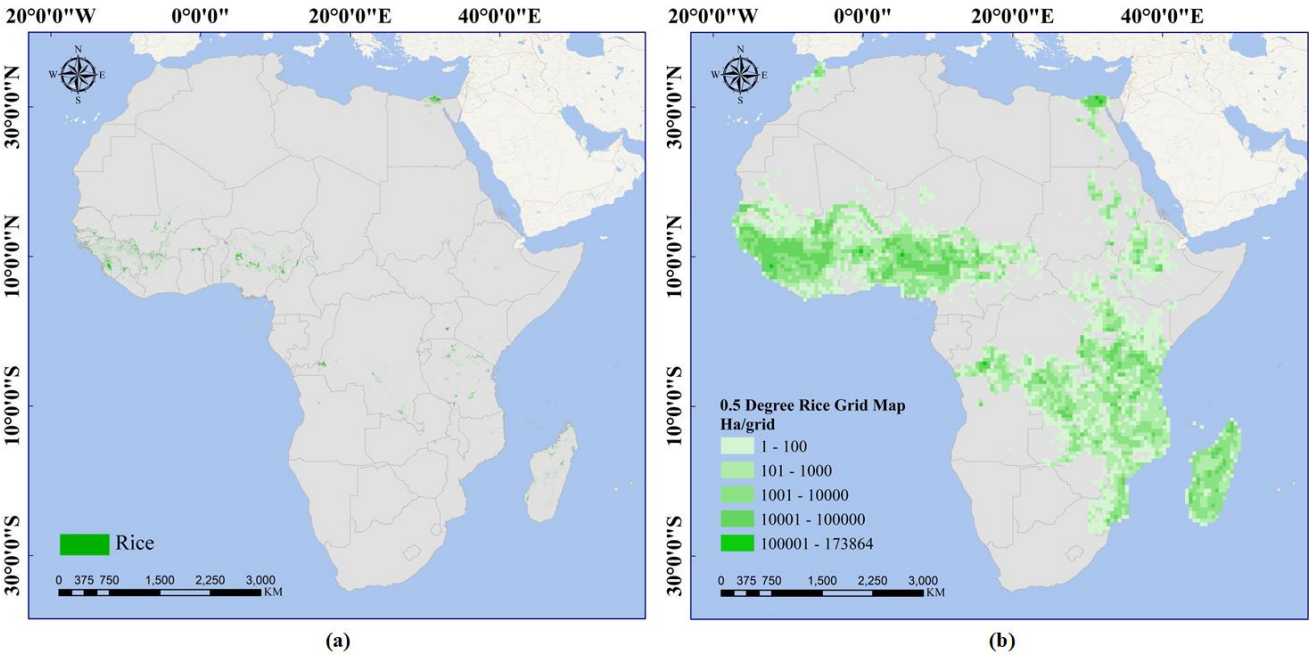 20°0'0"W 0°0'0" 20°0'0"E 40°0'0"E
30°0'0"N
10°0'0"N
10°0'0"S
30°0'0"S
N
W E
S
Rice
0 375 750 1,500 2,250 3,000
KM
(a)
20°0'0"W 0°0'0" 20°0'0"E 40°0'0"E
30°0'0"N
10°0'0"N
10°0'0"S
30°0'0"S
N
W E
S
0.5 Degree Rice Grid Map
Ha/grid
1 - 100
101 - 1000
1001 - 10000
10001 - 100000
100001 - 173864
0 375 750 1,500 2,250 3,000
KM
(b)